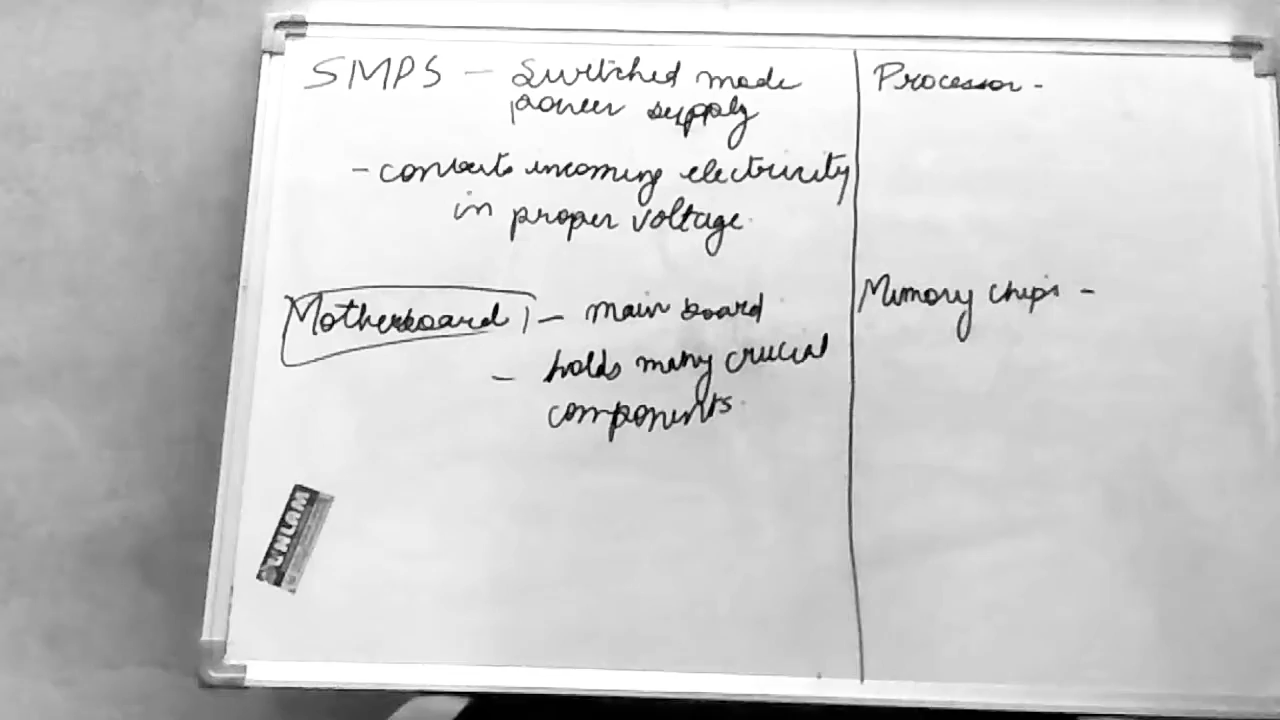 SMPS - Switched mode
power supply
- converts incoming electricity
in proper voltage.
Motherboard - main board
- holds many crucial
components.
Processor -
Memory chips -